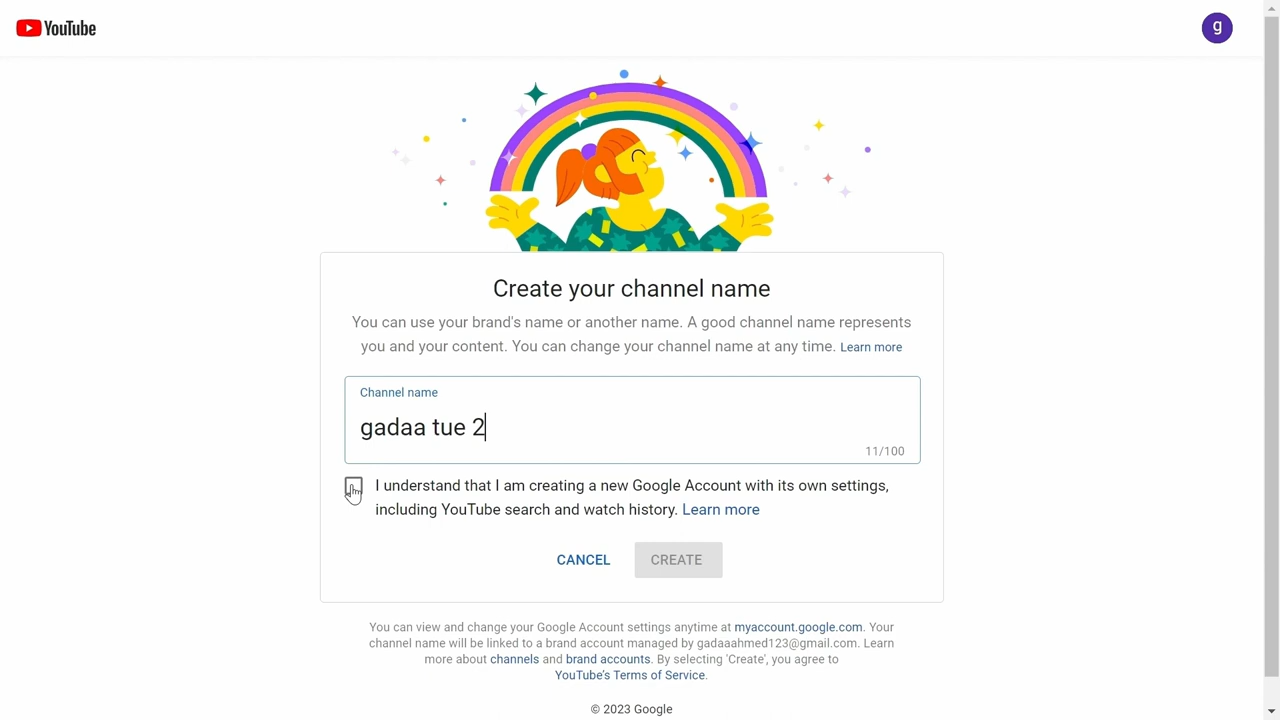 YouTube
g
Create your channel name
You can use your brand's name or another name. A good channel name represents
you and your content. You can change your channel name at any time. Learn more
Channel name
gadaa tue 2
11/100
I understand that I am creating a new Google Account with its own settings,
including YouTube search and watch history. Learn more
CANCEL CREATE
You can view and change your Google Account settings anytime at myaccount.google.com. Your
channel name will be linked to a brand account managed by gadaaahmed123@gmail.com. Learn
more about channels and brand accounts. By selecting 'Create', you agree to
YouTube's Terms of Service.
© 2023 Google